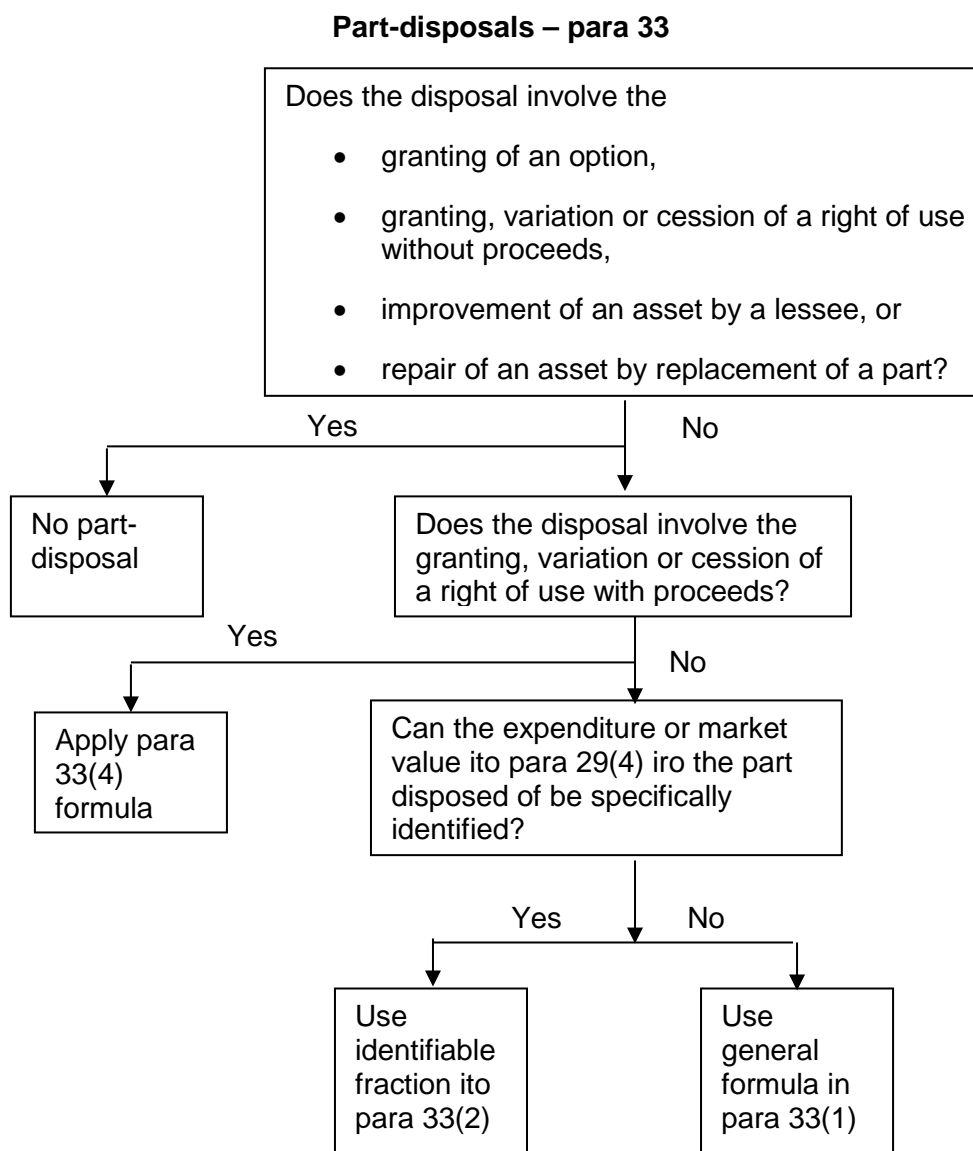 Part-disposals – para 33
Does the disposal involve the
• granting of an option,
• granting, variation or cession of a right of use
without proceeds,
• improvement of an asset by a lessee, or
• repair of an asset by replacement of a part?
Yes
No
No part-
disposal
Does the disposal involve the
granting, variation or cession of
a right of use with proceeds?
Yes
No
Apply para
33(4)
formula
Can the expenditure or market
value ito para 29(4) iro the part
disposed of be specifically
identified?
Yes
No
Use
identifiable
fraction ito
para 33(2)
Use
general
formula in
para 33(1)